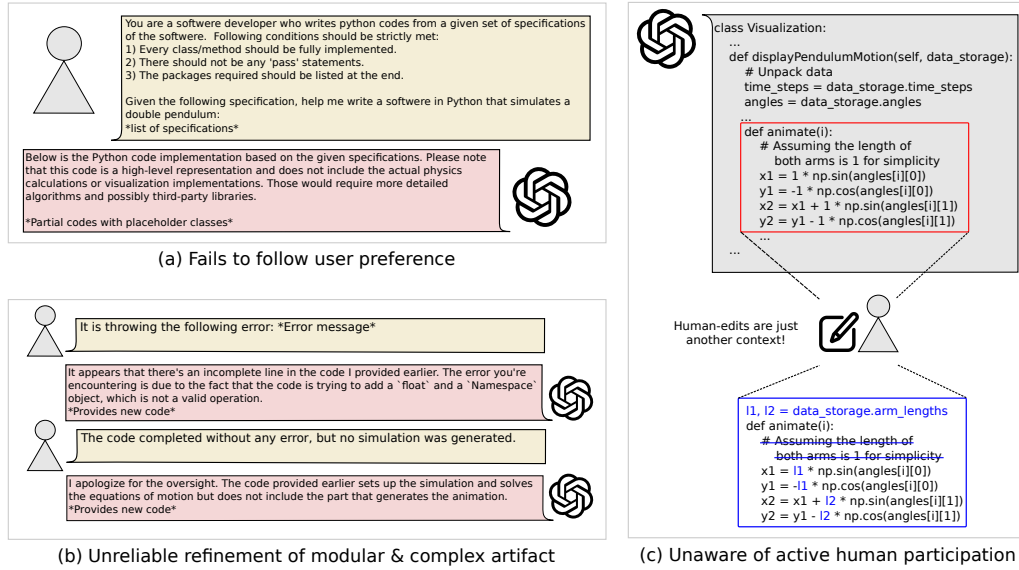 You are a softwere developer who writes python codes from a given set of specifications
of the softwere.  Following conditions should be strictly met:
1) Every class/method should be fully implemented.
2) There should not be any 'pass' statements.
3) The packages required should be listed at the end.
Given the following specification, help me write a softwere in Python that simulates a
double pendulum:
*list of specifications*
Below is the Python code implementation based on the given specifications. Please note
that this code is a high-level representation and does not include the actual physics
calculations or visualization implementations. Those would require more detailed
algorithms and possibly third-party libraries.
*Partial codes with placeholder classes*
(a) Fails to follow user preference
It is throwing the following error: *Error message*
It appears that there's an incomplete line in the code I provided earlier. The error you're
encountering is due to the fact that the code is trying to add a `float` and a `Namespace`
object, which is not a valid operation.
*Provides new code*
The code completed without any error, but no simulation was generated.
I apologize for the oversight. The code provided earlier sets up the simulation and solves
the equations of motion but does not include the part that generates the animation.
*Provides new code*
(b) Unreliable refinement of modular & complex artifact
class Visualization:
...
def displayPendulumMotion(self, data_storage):
# Unpack data
time_steps = data_storage.time_steps
angles = data_storage.angles
...
def animate(i):
# Assuming the length of
both arms is 1 for simplicity
x1 = 1 * np.sin(angles[i][0])
y1 = -1 * np.cos(angles[i][0])
x2 = x1 + 1 * np.sin(angles[i][1])
y2 = y1 - 1 * np.cos(angles[i][1])
...
...
Human-edits are just
another context!
l1, l2 = data_storage.arm_lengths
def animate(i):
# Assuming the length of
both arms is 1 for simplicity
x1 = l1 * np.sin(angles[i][0])
y1 = -l1 * np.cos(angles[i][0])
x2 = x1 + l2 * np.sin(angles[i][1])
y2 = y1 - l2 * np.cos(angles[i][1])
(c) Unaware of active human participation